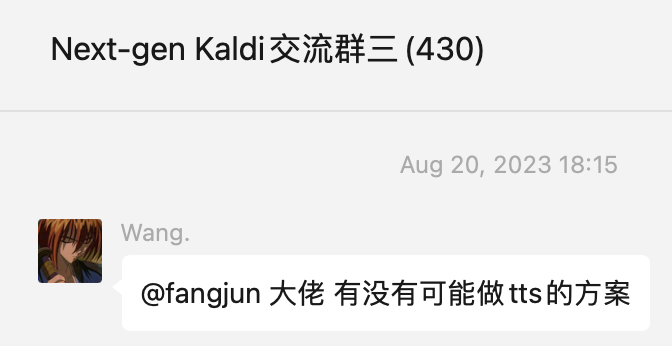 Next-gen Kaldi交流群三 (430)
Aug 20, 2023 18:15
Wang.
@fangjun 大佬 有没有可能做tts的方案